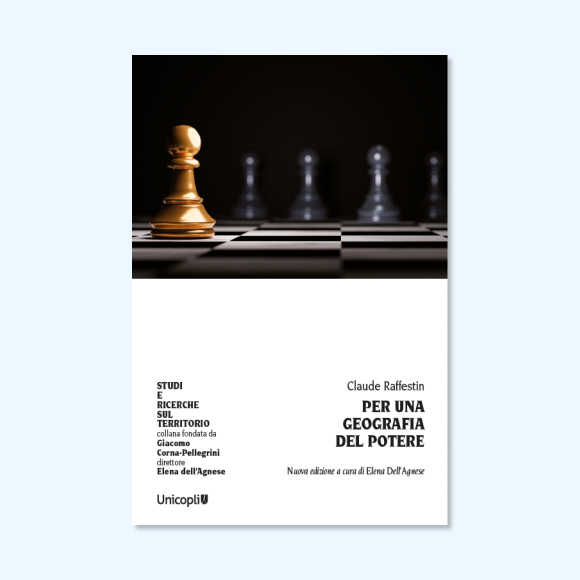 STUDI
E
RICERCHE
SUL
TERRITORIO
collana fondata da
Giacomo
Corna-Pellegrini
direttore
Elena dell'Agnese
Unicopli
Claude Raffestin
PER UNA
GEOGRAFIA
DEL POTERE
Nuova edizione a cura di Elena Dell'Agnese